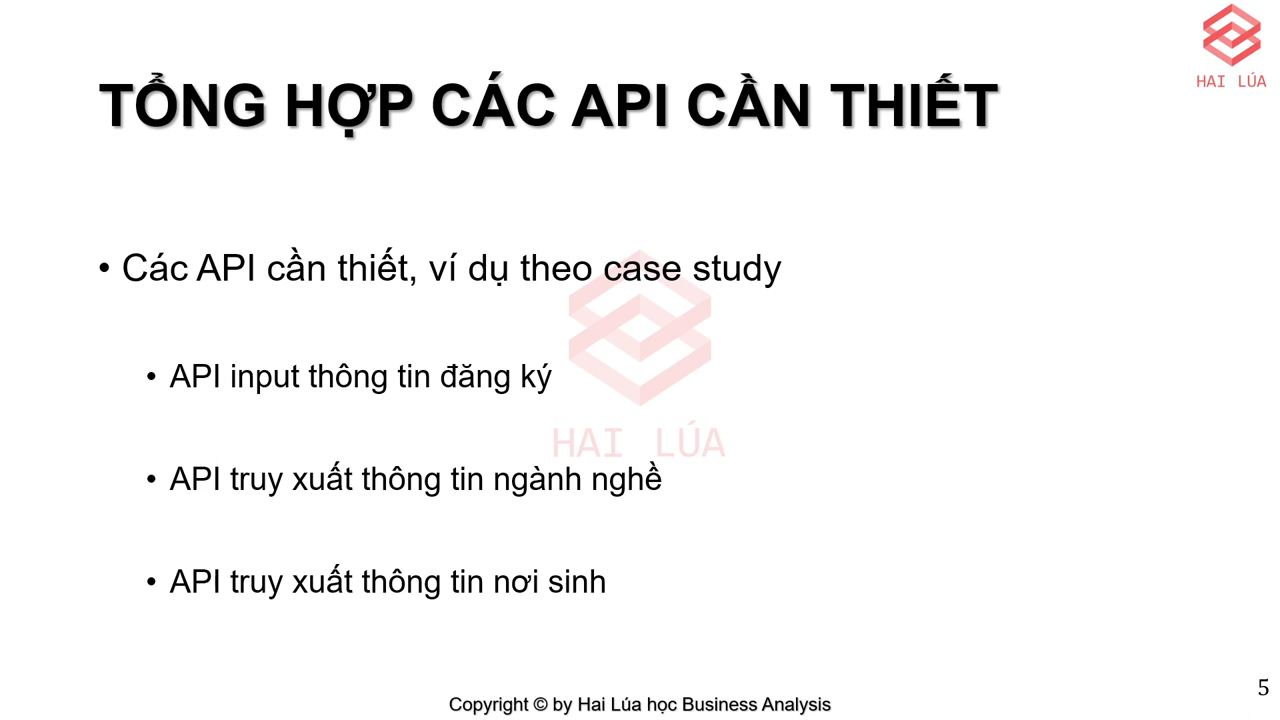 HAI LÚA
TỔNG HỢP CÁC API CẦN THIẾT
• Các API cần thiết, ví dụ theo case study
• API input thông tin đăng ký
HAI LÚA
• API truy xuất thông tin ngành nghề
• API truy xuất thông tin nơi sinh
Copyright © by Hai Lúa học Business Analysis
5